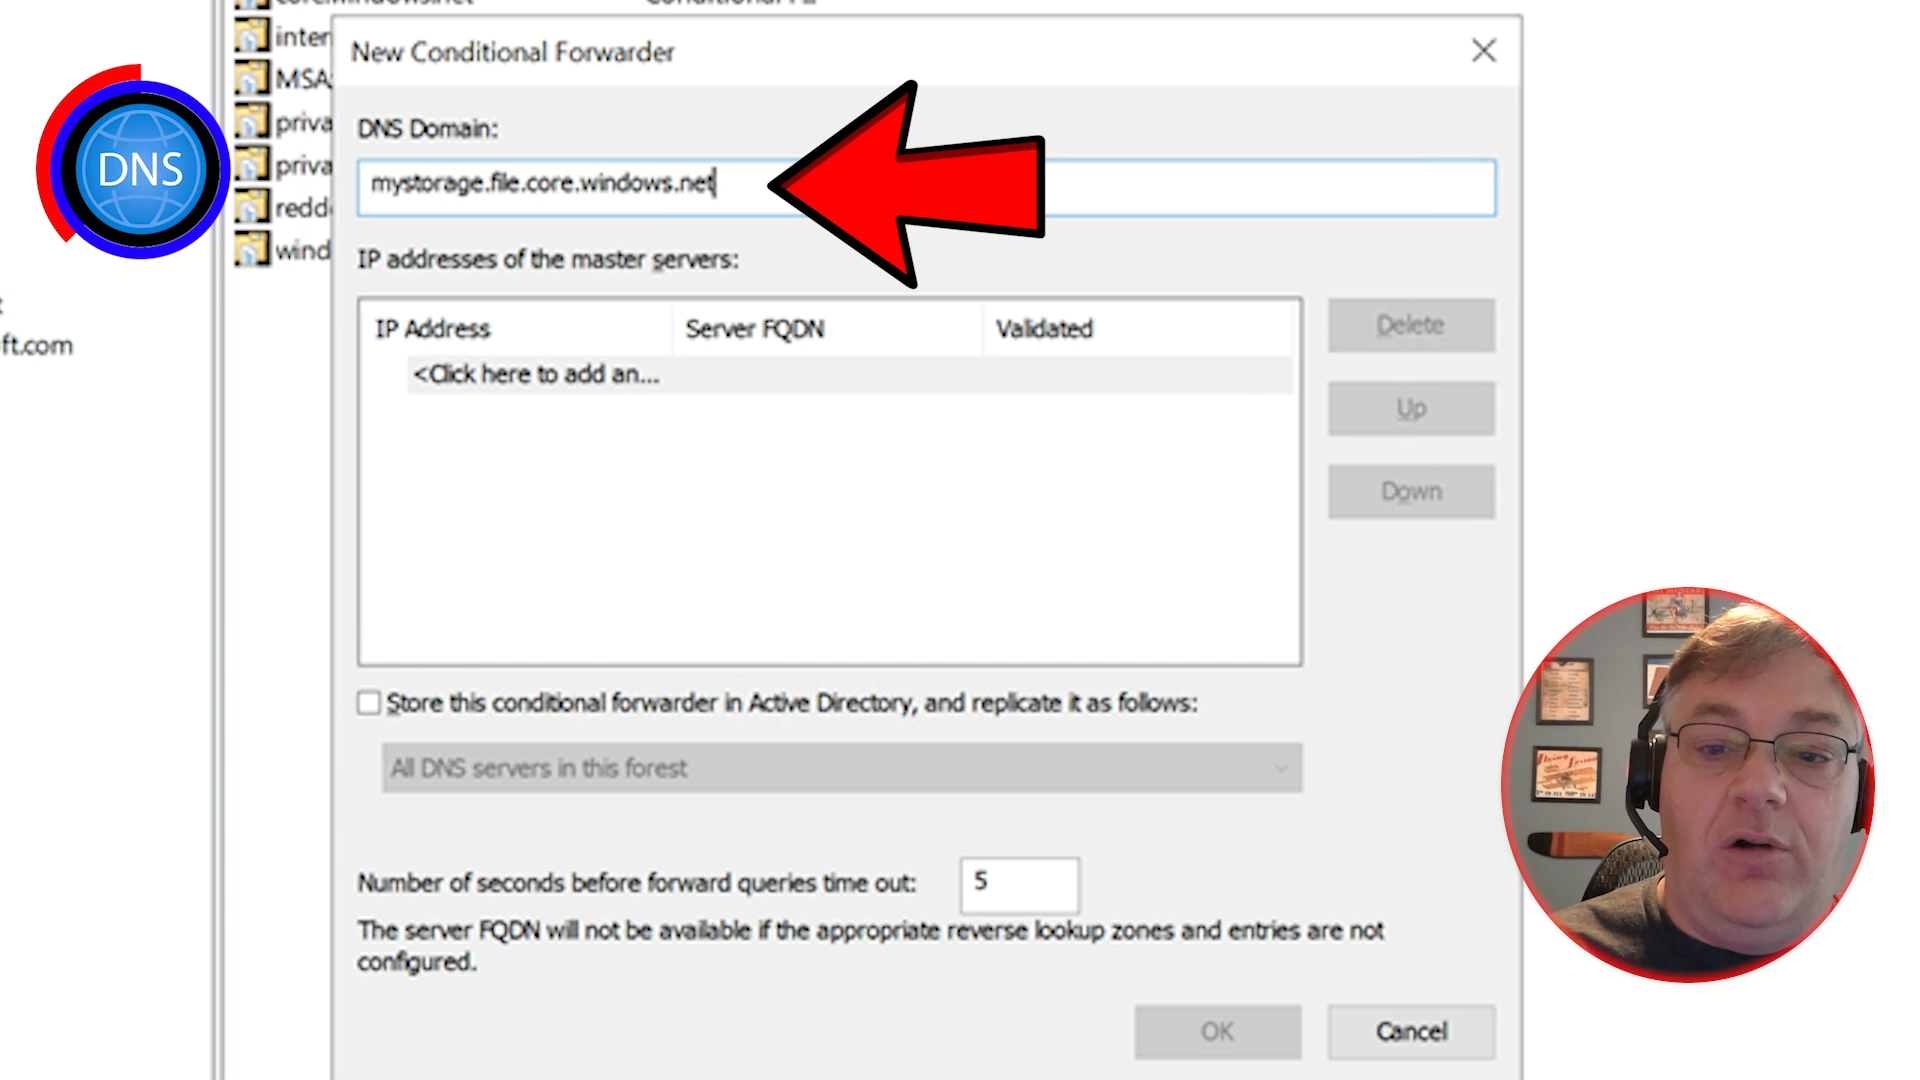 New Conditional Forwarder
inter
MSA
priva
priva
redd
wind
DNS
ft.com
DNS Domain:
mystorage.file.core.windows.net
IP addresses of the master servers:
IP Address Server FQDN Validated
<Click here to add an...
Delete
Up
Down
Store this conditional forwarder in Active Directory, and replicate it as follows:
All DNS servers in this forest
Number of seconds before forward queries time out: 5
The server FQDN will not be available if the appropriate reverse lookup zones and entries are not
configured.
OK Cancel